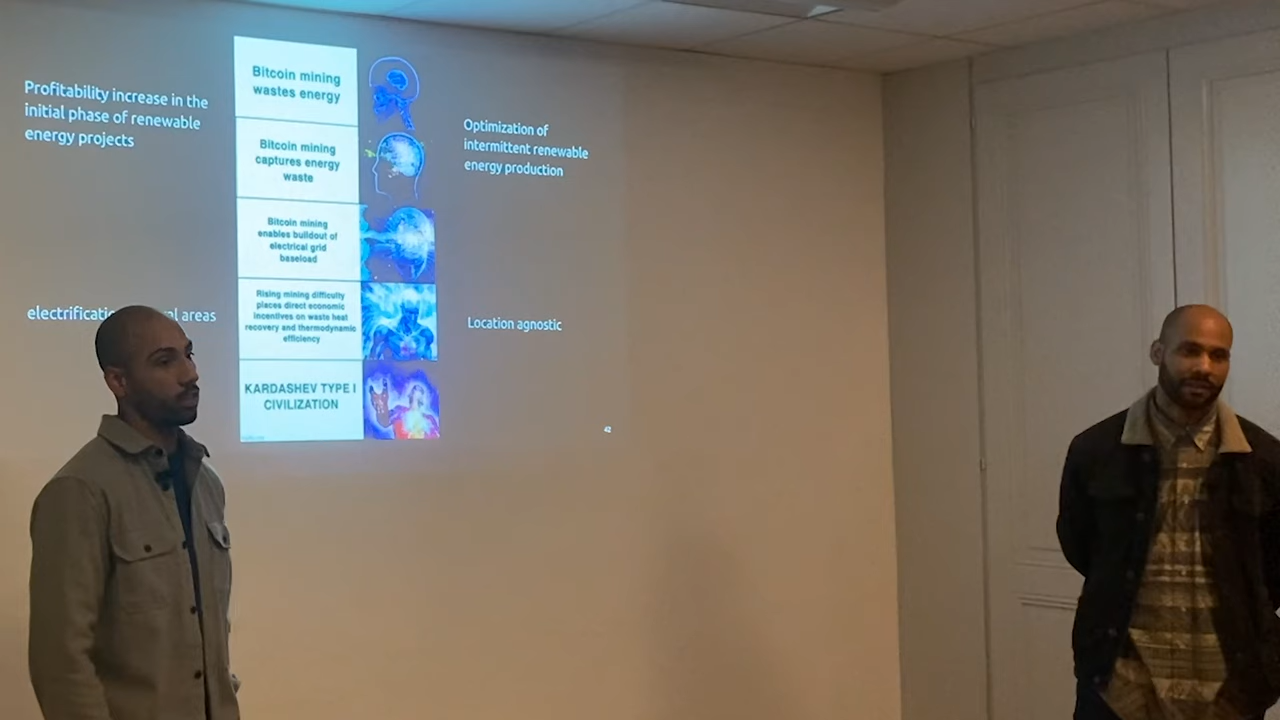 Profitability increase in the
initial phase of renewable
energy projects
Bitcoin mining
wastes energy
Bitcoin mining
captures energy
waste
Optimization of
intermittent renewable
energy production
Bitcoin mining
enables buildout of
electrical grid
baseload
Rising mining difficulty
places direct economic
incentives on waste heat
recovery and thermodynamic
efficiency
areas
Location agnostic
KARDASHEV TYPE I
CIVILIZATION
42